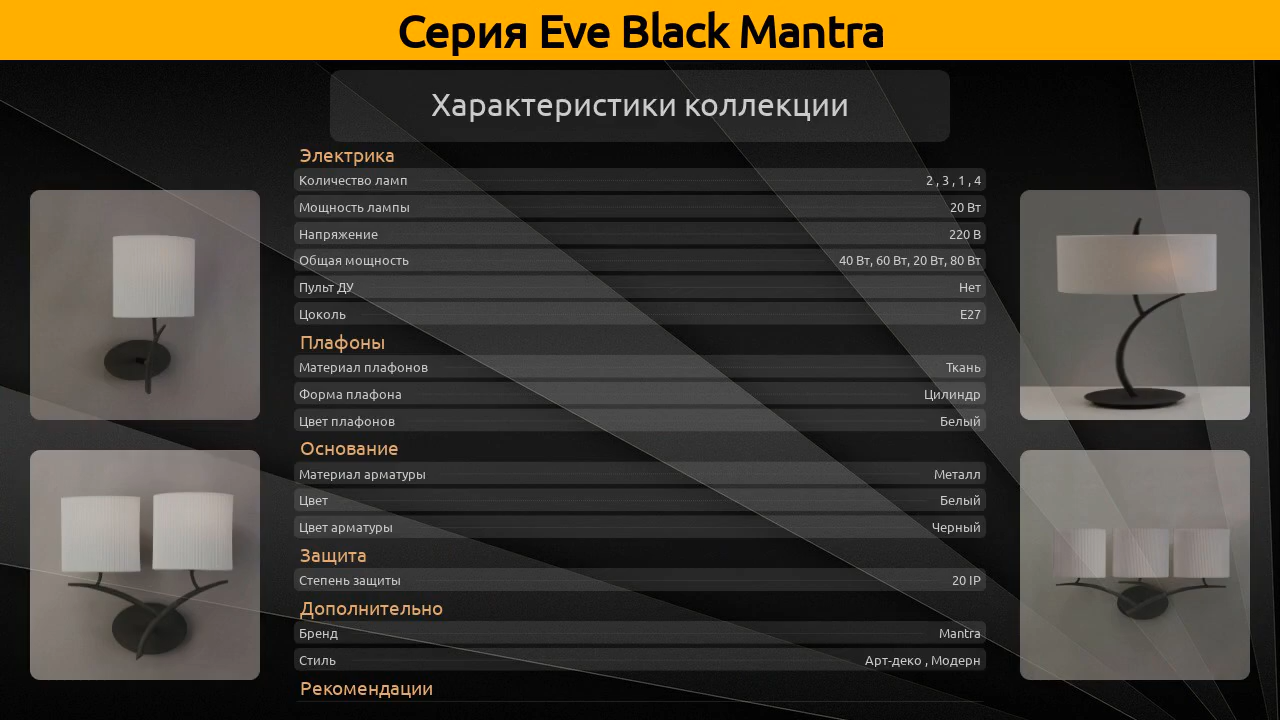 Серия Eve Black Mantra
Характеристики коллекции
Электрика
Количество ламп 2 , 3 , 1 , 4
Мощность лампы 20 Вт
Напряжение 220 В
Общая мощность 40 Вт, 60 Вт, 20 Вт, 80 Вт
Пульт ДУ Нет
Цоколь E27
Плафоны
Материал плафонов Ткань
Форма плафона Цилиндр
Цвет плафонов Белый
Основание
Материал арматуры Металл
Цвет Белый
Цвет арматуры Черный
Защита
Степень защиты 20 IP
Дополнительно
Бренд Mantra
Стиль Арт-деко , Модерн
Рекомендации